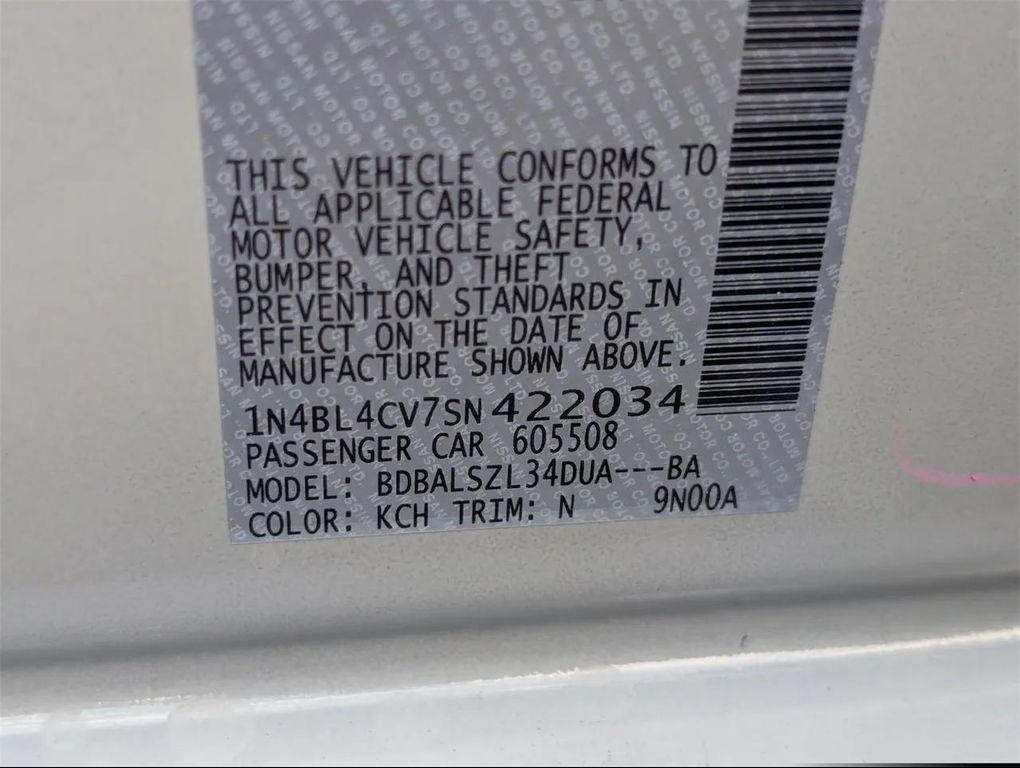 THIS VEHICLE CONFORMS TO
ALL APPLICABLE FEDERAL
MOTOR VEHICLE SAFETY,
BUMPER, AND THEFT
PREVENTION STANDARDS IN
EFFECT ON THE DATE OF
MANUFACTURE SHOWN ABOVE.
1N4BL4CV7SN422034
PASSENGER CAR 605508
MODEL: BDBALSZL34DUA---BA
COLOR: KCH TRIM: N 9N00A